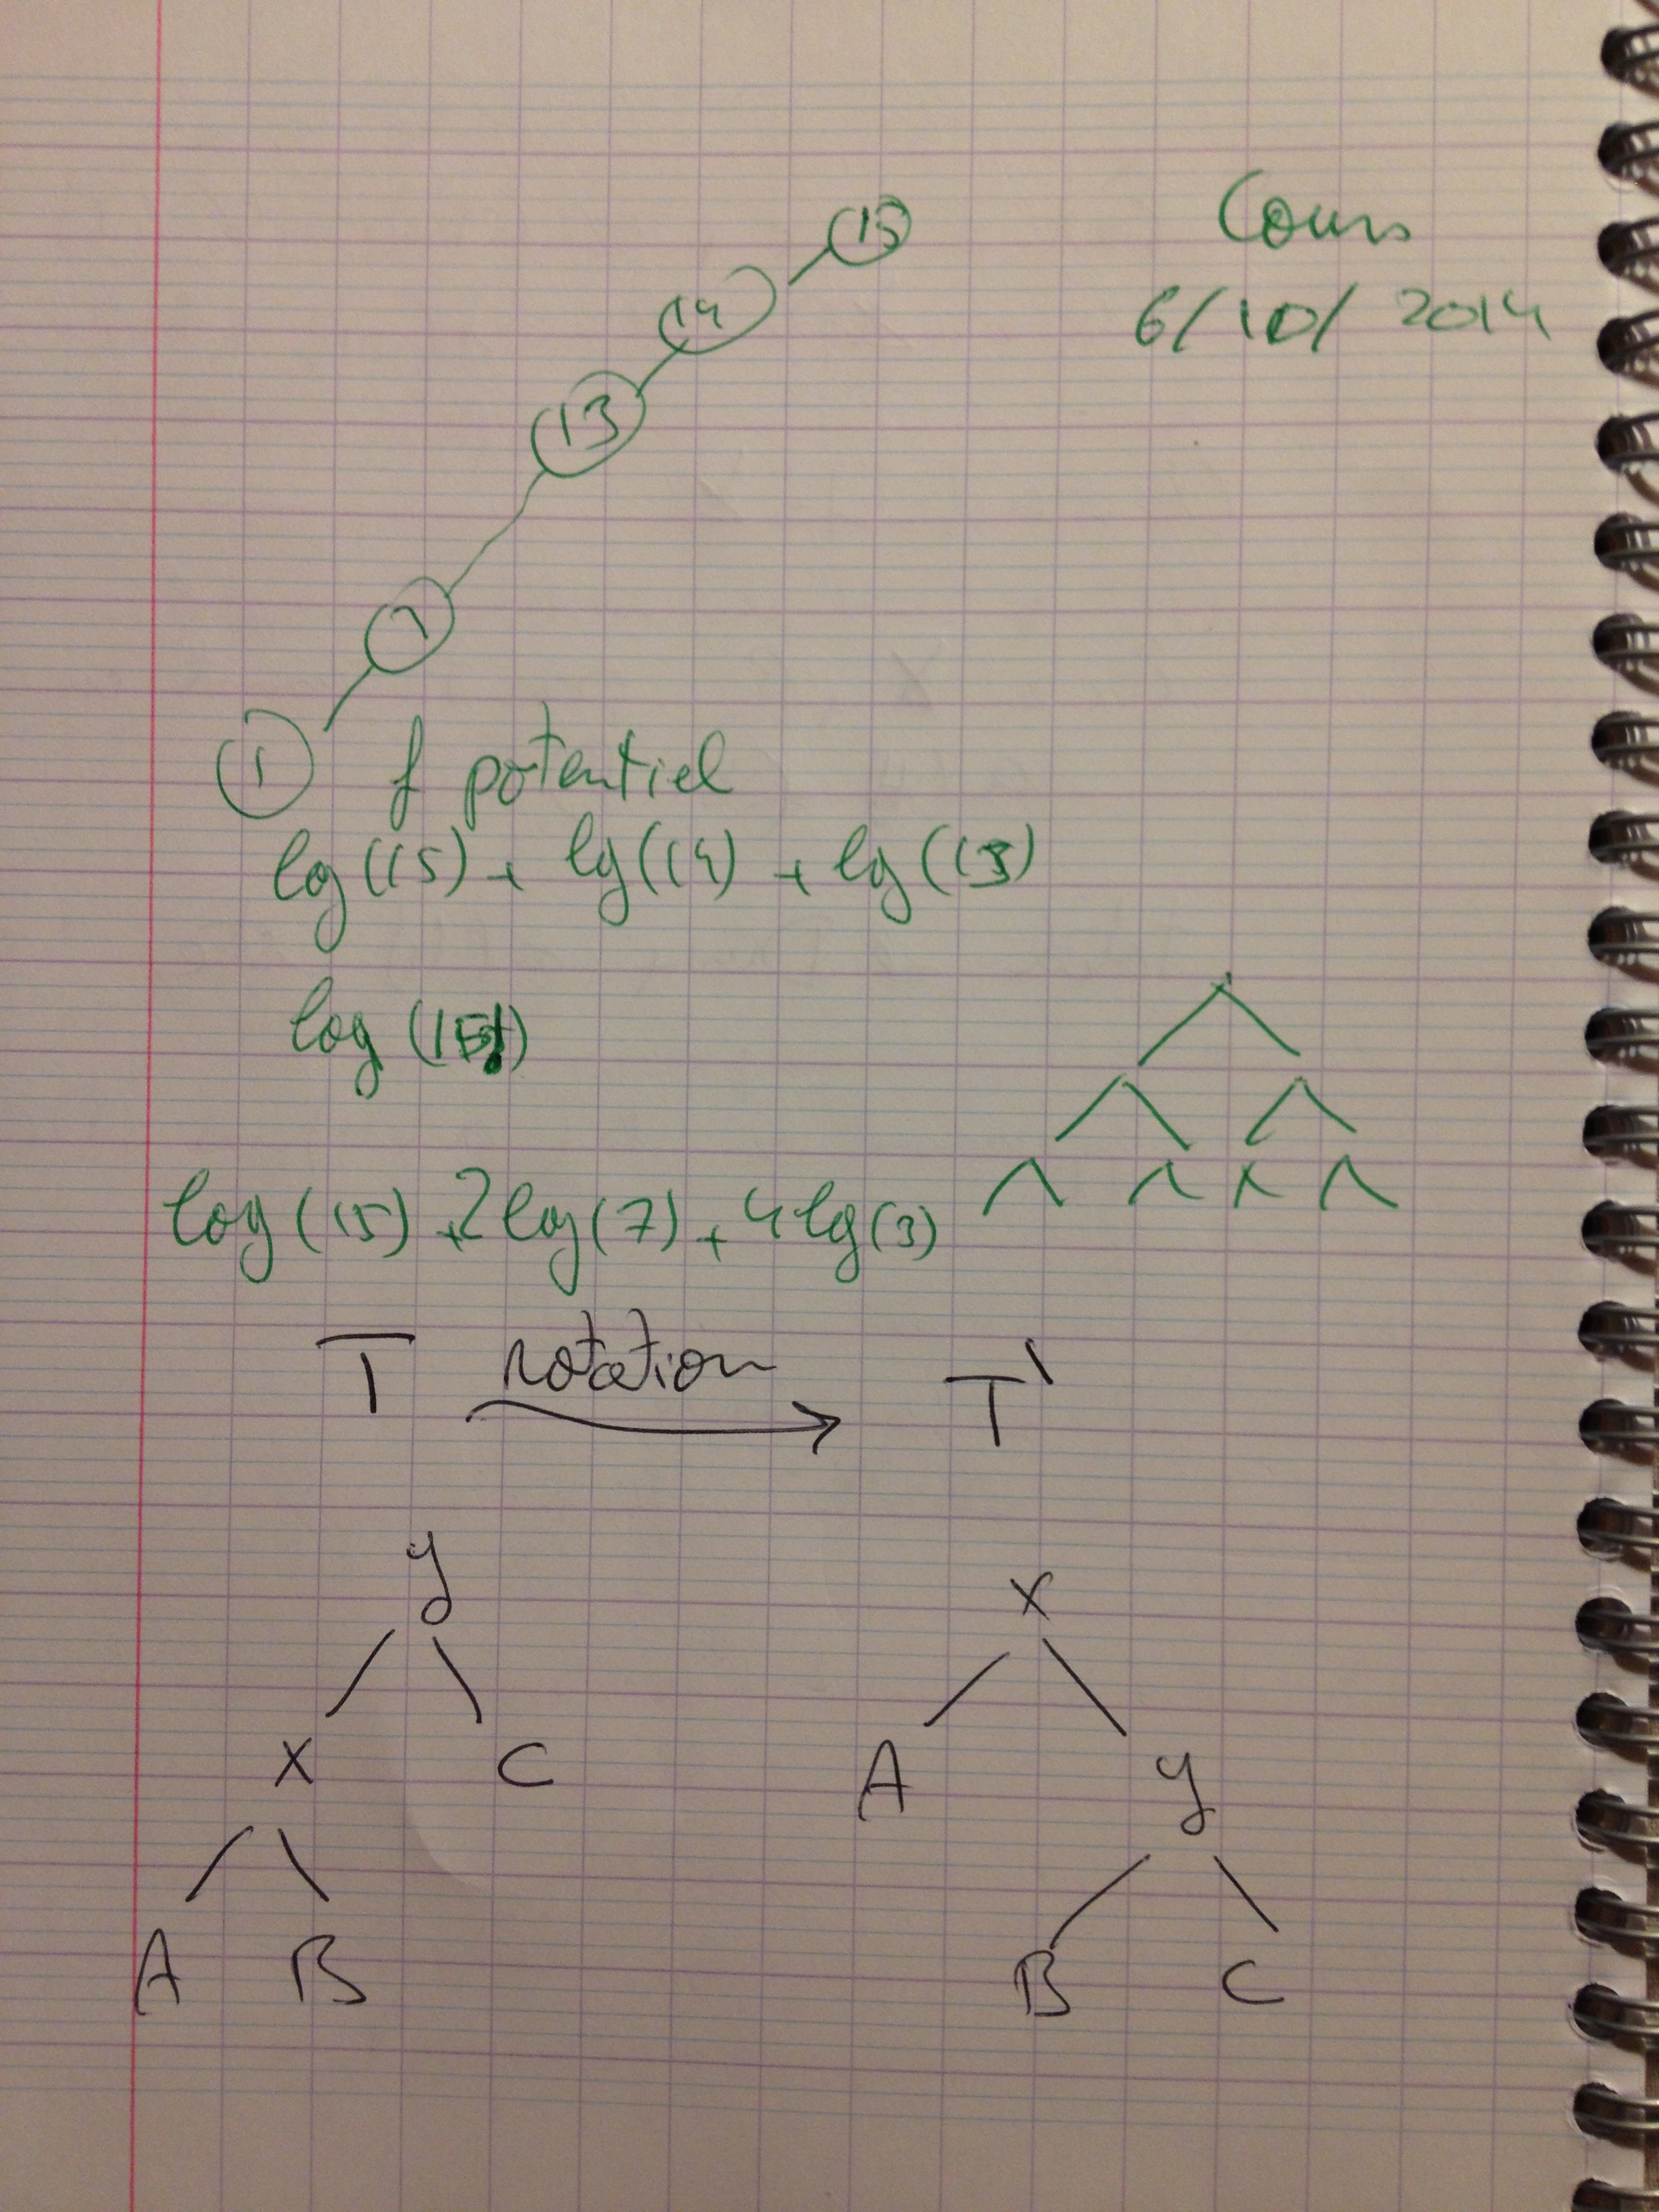 Cours
6/10/2014
15
14
13
1
f potentiel
log(15) + lg(14) + lg(13)
log (15!)
log(15) + 2log(7) + 4lg(3)
T rotation T'
y x
x C A y
A B B C